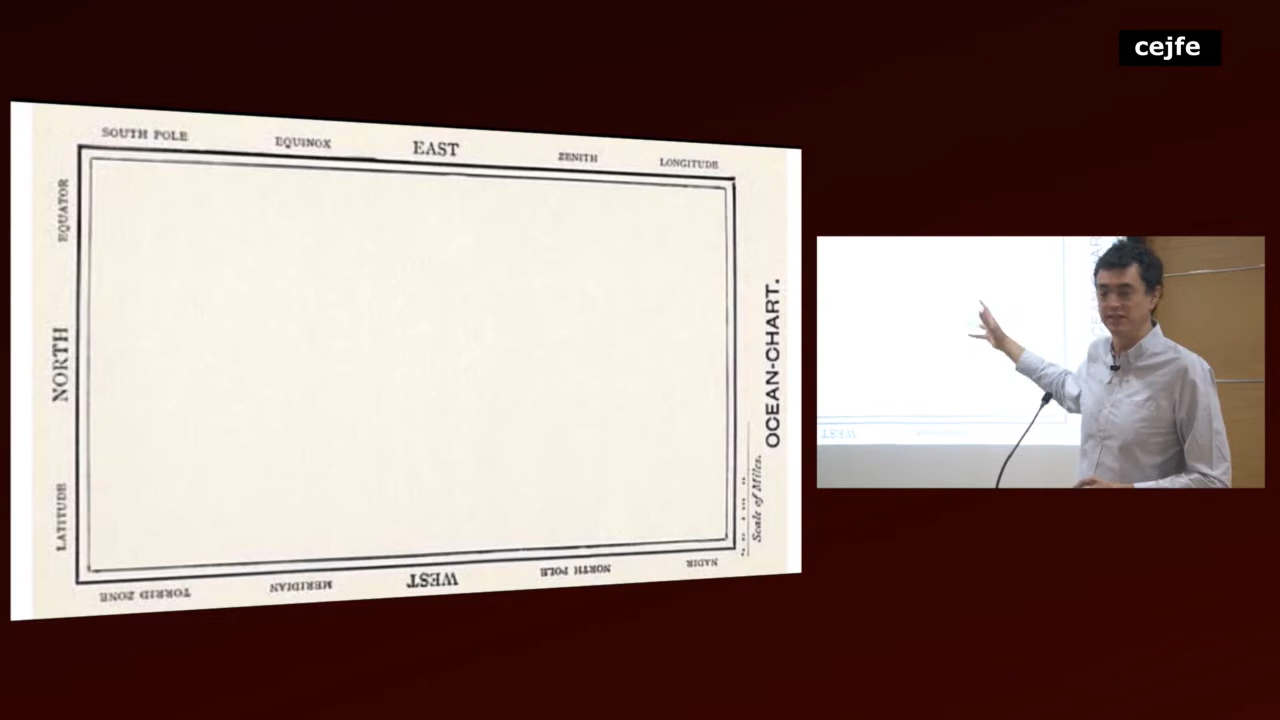 cejfe
SOUTH POLE
EQUINOX
EAST
ZENITH
LONGITUDE
EQUATOR
NORTH
LATITUDE
OCEAN-CHART.
Scale of Miles.
TORRID ZONE
MERIDIAN
WEST
NORTH POLE
NADIR
WEST